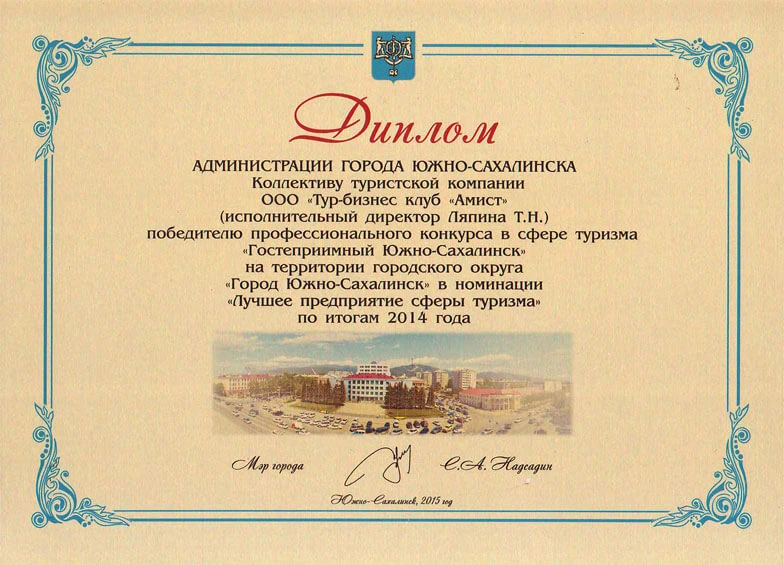 Диплом
АДМИНИСТРАЦИИ ГОРОДА ЮЖНО-САХАЛИНСКА
Коллективу туристской компании
ООО «Тур-бизнес клуб «Амист»
(исполнительный директор Ляпина Т.Н.)
победителю профессионального конкурса в сфере туризма
«Гостеприимный Южно-Сахалинск»
на территории городского округа
«Город Южно-Сахалинск» в номинации
«Лучшее предприятие сферы туризма»
по итогам 2014 года
Мэр города С.А. Надсадин
Южно-Сахалинск, 2015 год